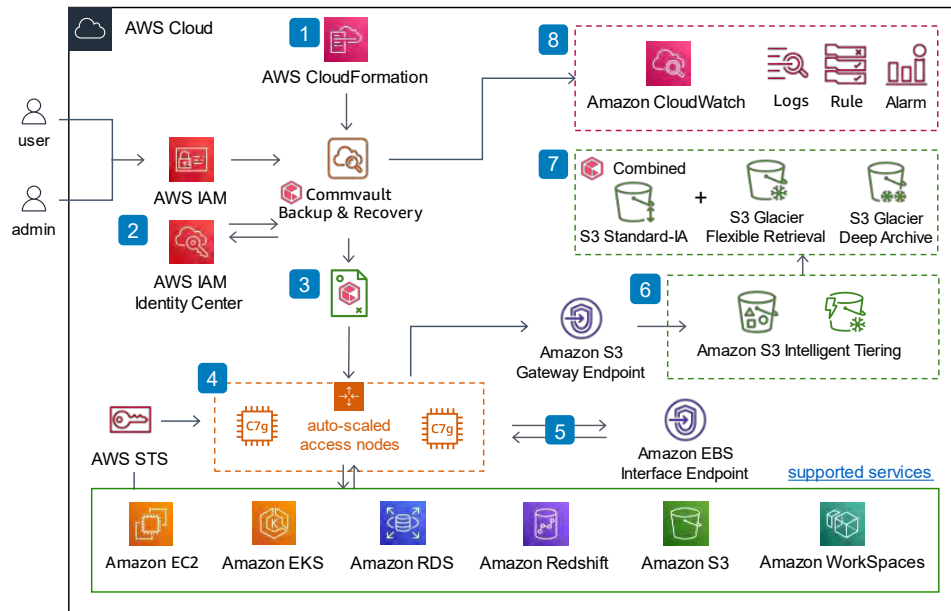 AWS Cloud
1
AWS CloudFormation
8
Amazon CloudWatch
Logs
Rule
Alarm
user
admin
AWS IAM
2
AWS IAM
Identity Center
Commvault
Backup & Recovery
7
Combined
S3 Standard-IA
+
S3 Glacier
Flexible Retrieval
S3 Glacier
Deep Archive
3
6
Amazon S3 Intelligent Tiering
Amazon S3
Gateway Endpoint
4
C7g
auto-scaled
access nodes
C7g
AWS STS
5
Amazon EBS
Interface Endpoint
supported services
Amazon EC2
K
Amazon EKS
Amazon RDS
Amazon Redshift
Amazon S3
Amazon WorkSpaces